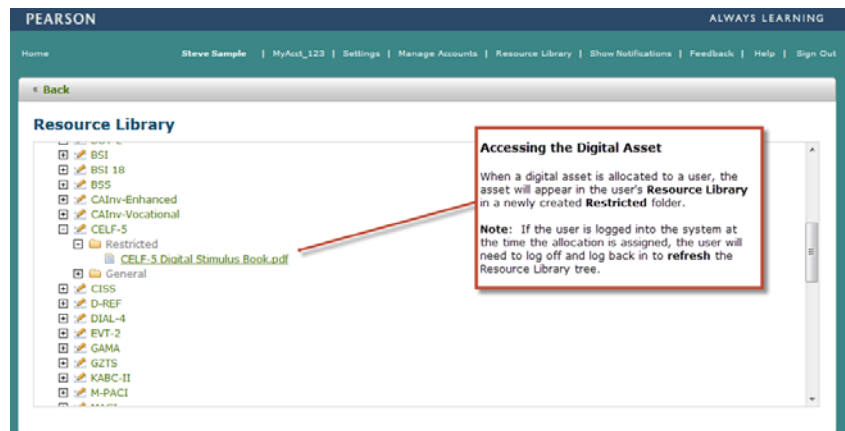 PEARSON
ALWAYS LEARNING
Home Steve Sample | MyAcct_123 | Settings | Manage Accounts | Resource Library | Show Notifications | Feedback | Help | Sign Out
« Back
Resource Library
BSI
BSI 18
BSS
CAInv-Enhanced
CAInv-Vocational
CELF-5
Restricted
CELF-5 Digital Stimulus Book.pdf
General
CISS
D-REF
DIAL-4
EVT-2
GAMA
GZTS
KABC-II
M-PACI
Accessing the Digital Asset
When a digital asset is allocated to a user, the
asset will appear in the user's Resource Library
in a newly created Restricted folder.
Note: If the user is logged into the system at
the time the allocation is assigned, the user will
need to log off and log back in to refresh the
Resource Library tree.